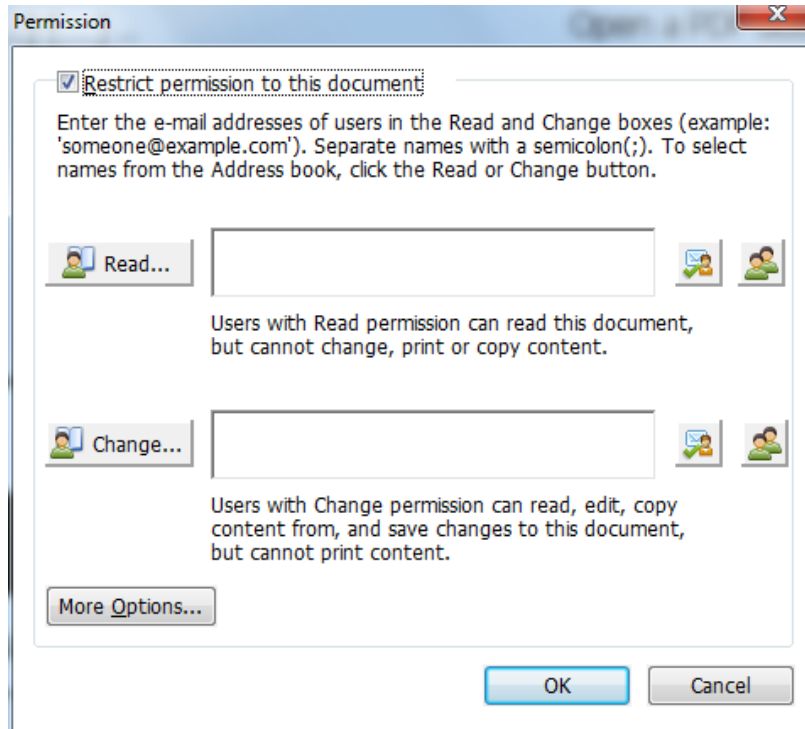 Permission
Open a PD
Restrict permission to this document
Enter the e-mail addresses of users in the Read and Change boxes (example:
'someone@example.com'). Separate names with a semicolon(;). To select
names from the Address book, click the Read or Change button.
Read...
Users with Read permission can read this document,
but cannot change, print or copy content.
Change...
Users with Change permission can read, edit, copy
content from, and save changes to this document,
but cannot print content.
More Options...
OK Cancel